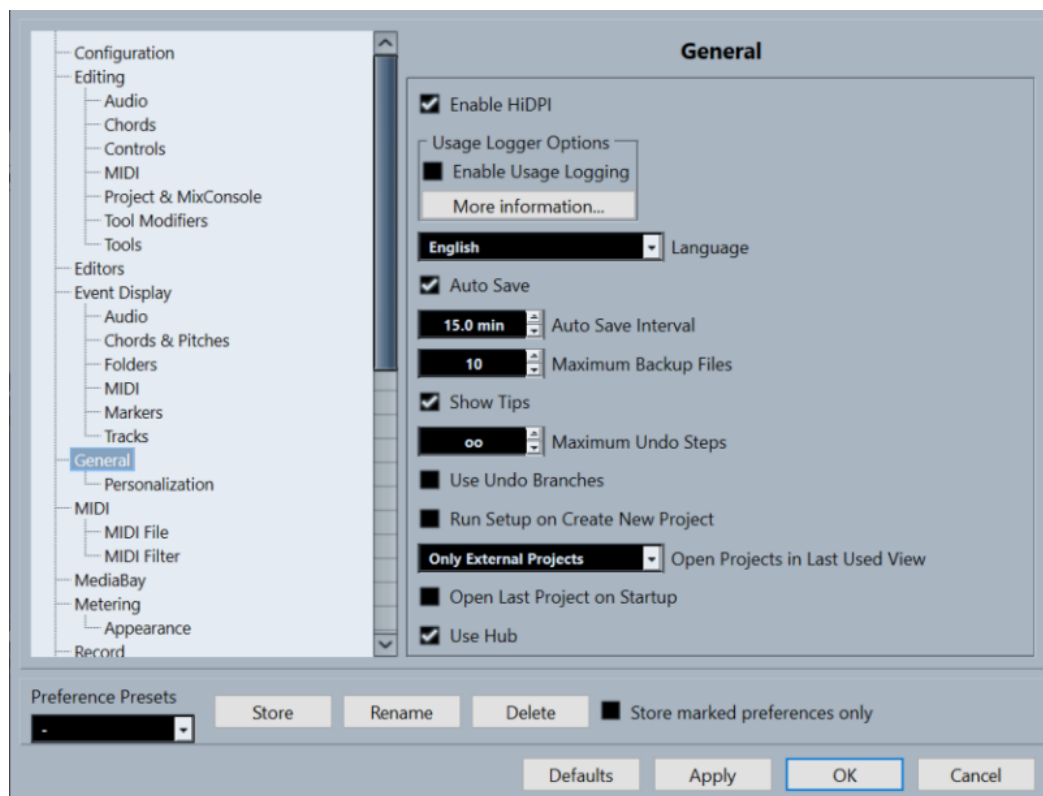 Configuration
Editing
Audio
Chords
Controls
MIDI
Project & MixConsole
Tool Modifiers
Tools
Editors
Event Display
Audio
Chords & Pitches
Folders
MIDI
Markers
Tracks
General
Personalization
MIDI
MIDI File
MIDI Filter
MediaBay
Metering
Appearance
Record
General
Enable HiDPI
Usage Logger Options
Enable Usage Logging
More information...
English Language
Auto Save
15.0 min Auto Save Interval
10 Maximum Backup Files
Show Tips
oo Maximum Undo Steps
Use Undo Branches
Run Setup on Create New Project
Only External Projects Open Projects in Last Used View
Open Last Project on Startup
Use Hub
Preference Presets
-
Store Rename Delete Store marked preferences only
Defaults Apply OK Cancel